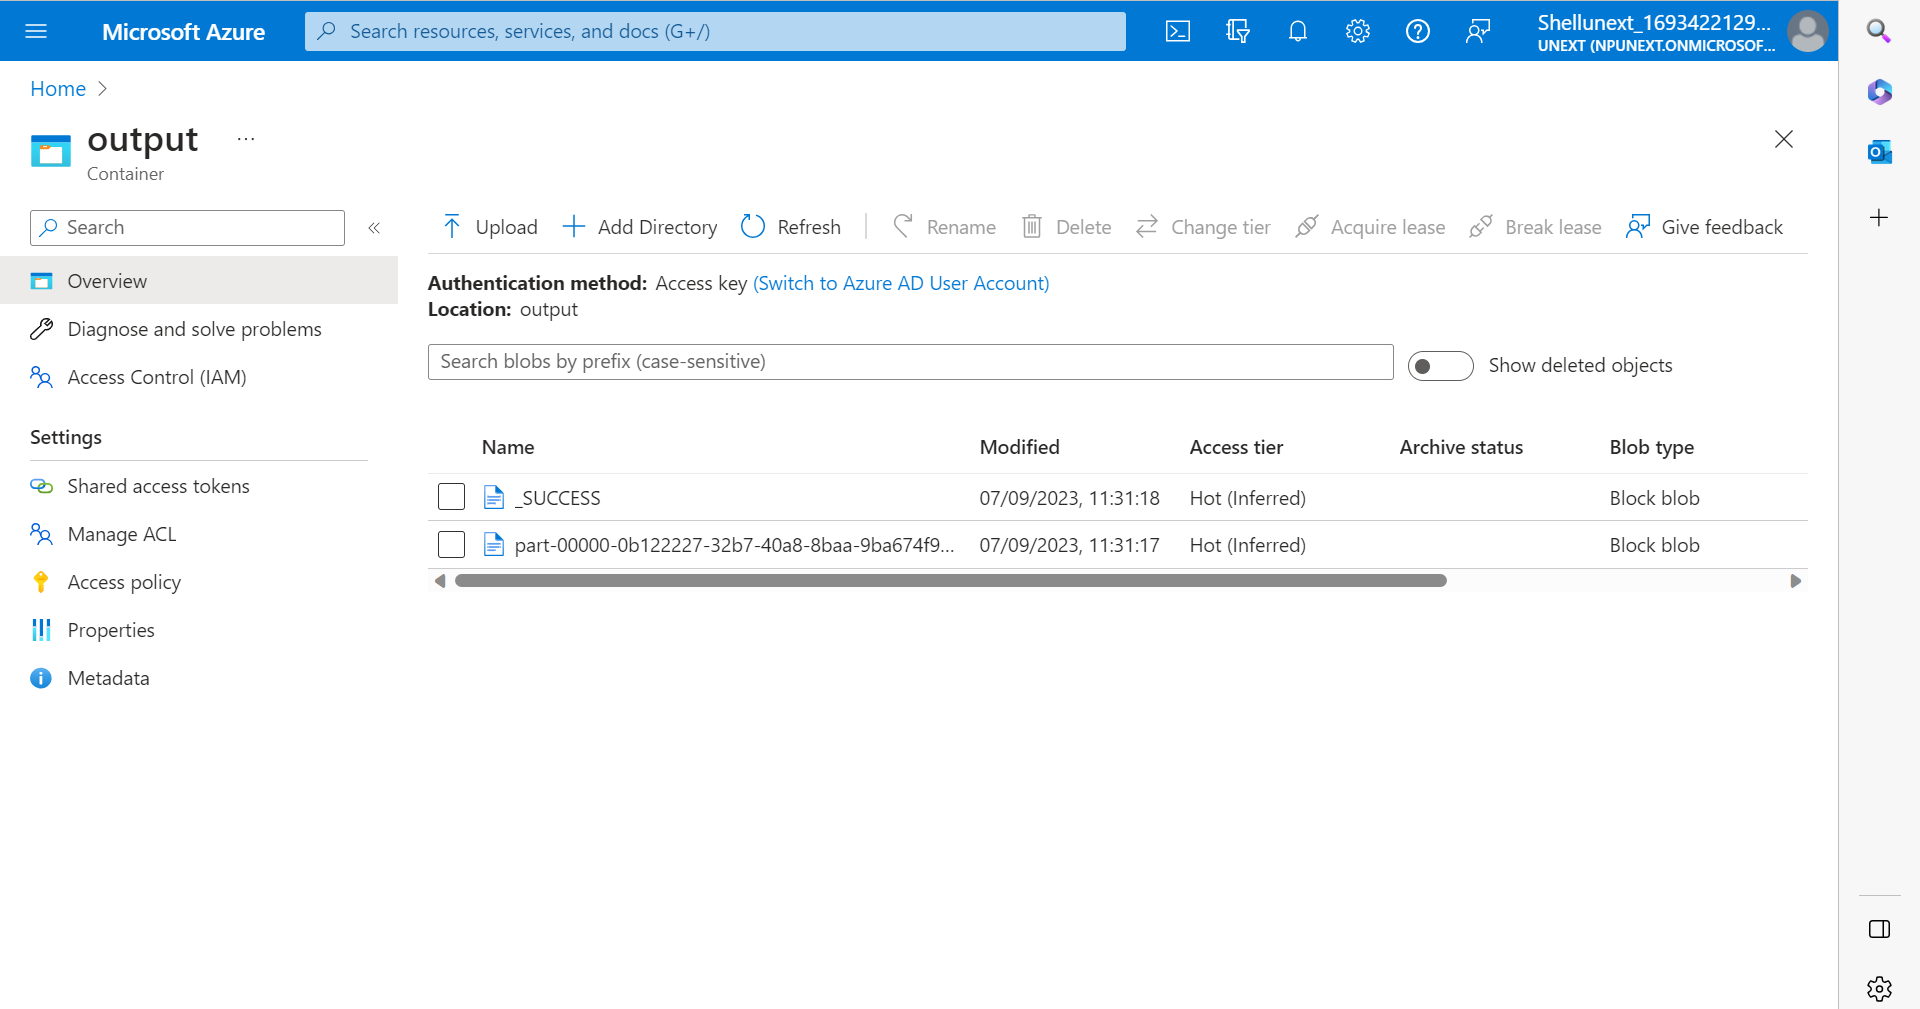 Microsoft Azure
Search resources, services, and docs (G+/)
Shellunext_1693422129...
UNEXT (NPUNEXT.ONMICROSOF...
Home
output
...
Container
Search
«
Upload
Add Directory
Refresh
Rename
Delete
Change tier
Acquire lease
Break lease
Give feedback
Overview
Diagnose and solve problems
Access Control (IAM)
Settings
Shared access tokens
Manage ACL
Access policy
Properties
Metadata
Authentication method: Access key (Switch to Azure AD User Account)
Location: output
Search blobs by prefix (case-sensitive)
Show deleted objects
Name Modified Access tier Archive status Blob type
_SUCCESS 07/09/2023, 11:31:18 Hot (Inferred) Block blob
part-00000-0b122227-32b7-40a8-8baa-9ba674f9... 07/09/2023, 11:31:17 Hot (Inferred) Block blob